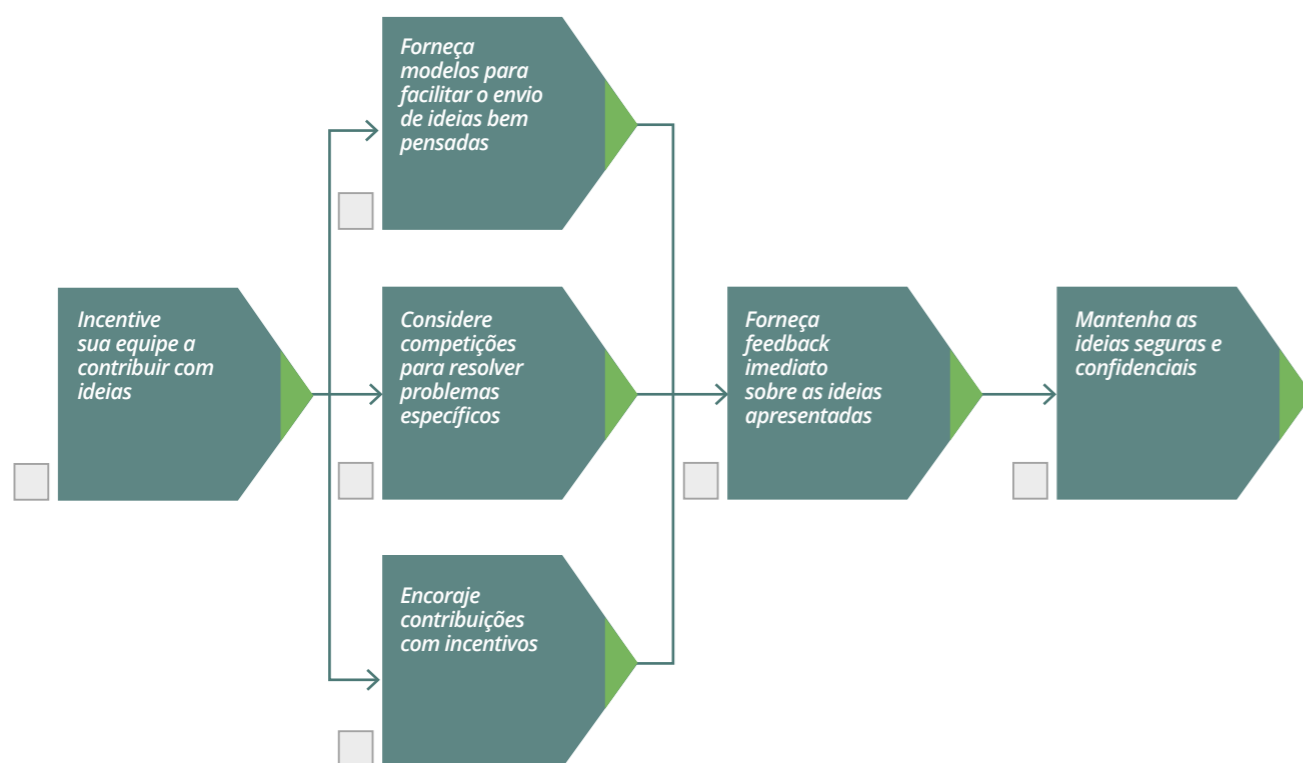 Forneça
modelos para
facilitar o envio
de ideias bem
pensadas
Incentive
sua equipe a
contribuir com
ideias
Considere
competições
para resolver
problemas
específicos
Forneça
feedback
imediato
sobre as ideias
apresentadas
Mantenha as
ideias seguras e
confidenciais
Encoraje
contribuições
com incentivos